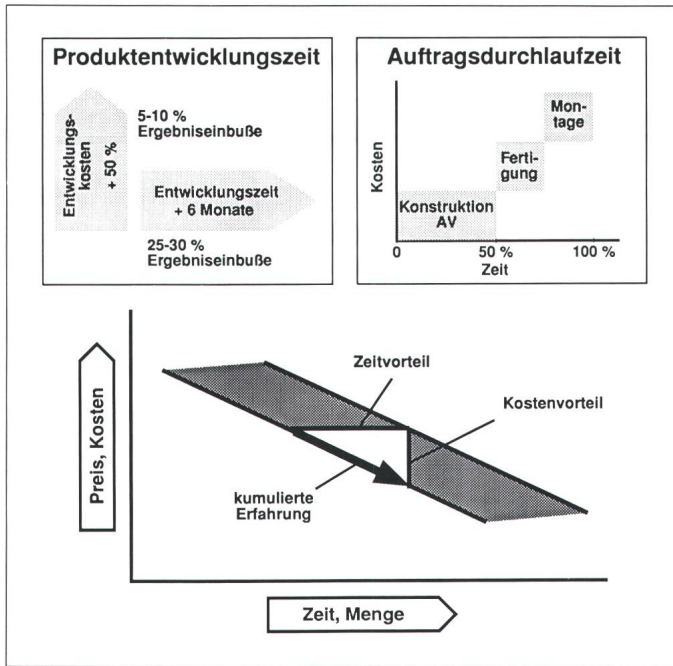 Produktentwicklungszeit
Entwicklungs-
kosten
+ 50 %
5-10 %
Ergebniseinbuße
Entwicklungszeit
+ 6 Monate
25-30 %
Ergebniseinbuße
Auftragsdurchlaufzeit
Kosten
Mon-
tage
Ferti-
gung
Konstruktion
AV
0
50 %
100 %
Zeit
Preis, Kosten
Zeitvorteil
Kostenvorteil
kumulierte
Erfahrung
Zeit, Menge